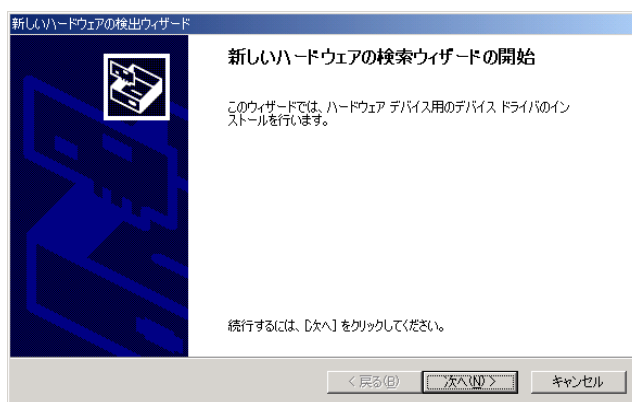 新しいハードウェアの検出ウィザード
新しいハードウェアの検索ウィザードの開始
このウィザードでは、ハードウェア デバイス用のデバイス ドライバのイン
ストールを行います。
続行するには、[次へ] をクリックしてください。
< 戻る(B)
次へ(N) >
キャンセル